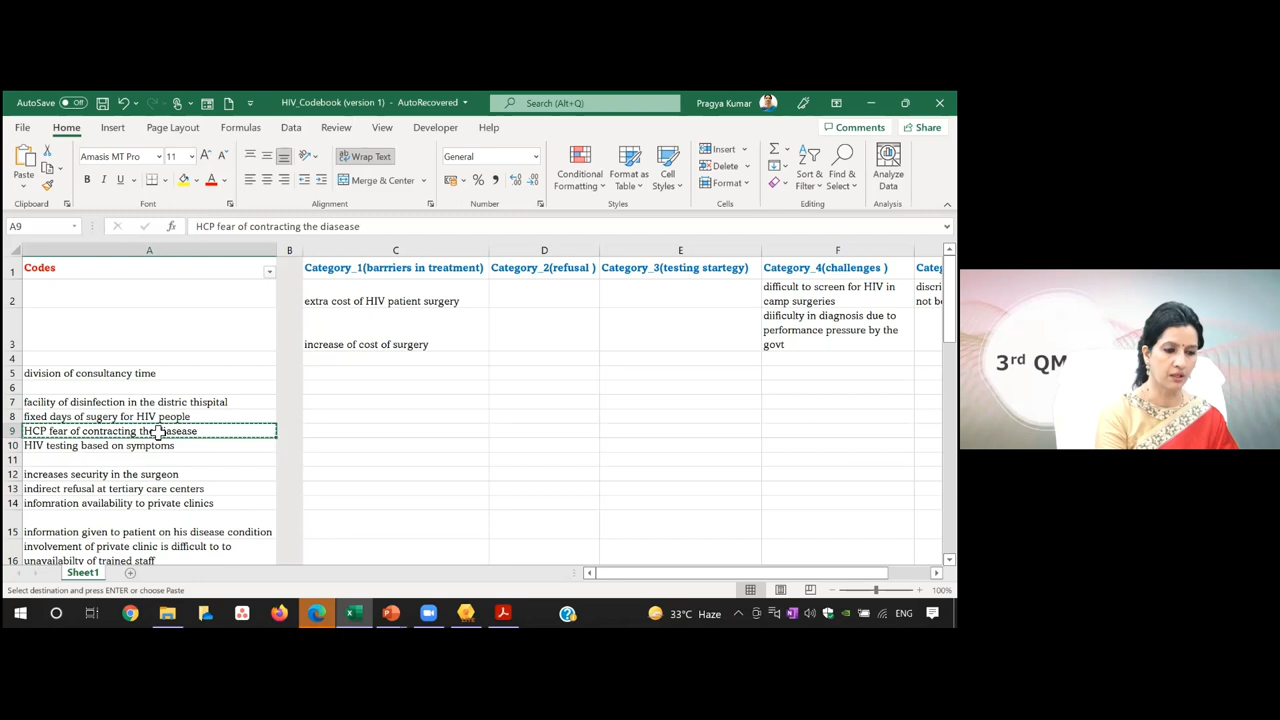 AutoSave Off
HIV_Codebook (version 1) - AutoRecovered
Search (Alt+Q)
Pragya Kumar
File Home Insert Page Layout Formulas Data Review View Developer Help
Comments Share
Paste
Amasis MT Pro 11
Wrap Text
General
Conditional Formatting
Format as Table
Cell Styles
Insert
Delete
Format
Sort & Filter
Find & Select
Analyze Data
B I U
Merge & Center
Clipboard Font Alignment Number Styles Cells Editing Analysis
A9
HCP fear of contracting the diasease
A B C D E F
1 Codes Category_1(barrriers in treatment) Category_2(refusal ) Category_3(testing startegy) Category_4(challenges ) Categ
difficult to screen for HIV in discri
2 extra cost of HIV patient surgery camp surgeries not be
diifficulty in diagnosis due to
performance pressure by the
3 increase of cost of surgery govt
4
5 division of consultancy time
6
7 facility of disinfection in the distric thispital
8 fixed days of sugery for HIV people
9 HCP fear of contracting the diasease
10 HIV testing based on symptoms
11
12 increases security in the surgeon
13 indirect refusal at tertiary care centers
14 infomration availability to private clinics
15 information given to patient on his disease condition
involvement of private clinic is difficult to to
16 unavailabilty of trained staff
Sheet1
Select destination and press ENTER or choose Paste
100%
33°C Haze
ENG
3rd QM